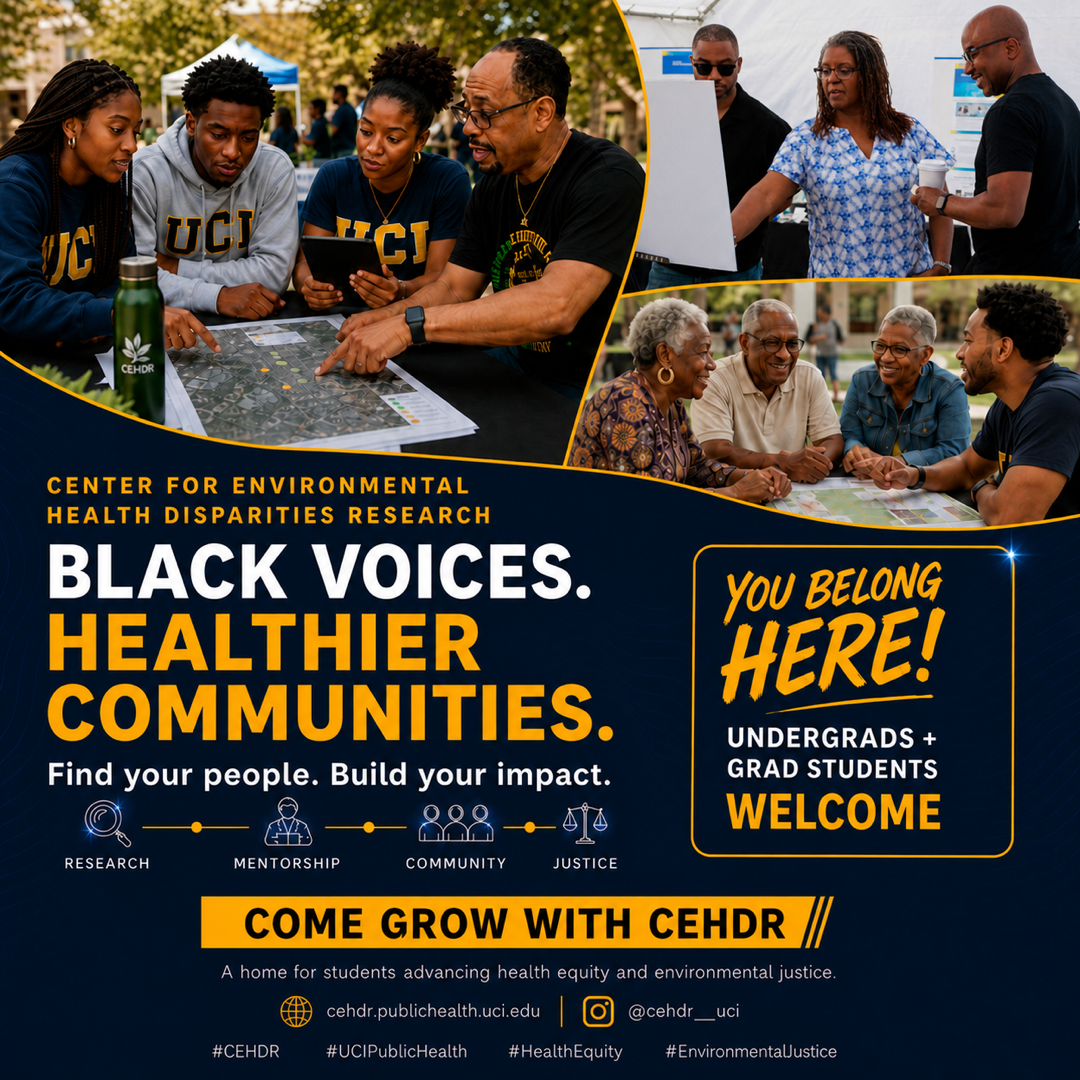 UCI
UCI
UCI
CEHDR
CENTER FOR ENVIRONMENTAL
HEALTH DISPARITIES RESEARCH
BLACK VOICES.
HEALTHIER
COMMUNITIES.
Find your people. Build your impact.
RESEARCH
MENTORSHIP
COMMUNITY
JUSTICE
YOU BELONG
HERE!
UNDERGRADS +
GRAD STUDENTS
WELCOME
COME GROW WITH CEHDR
A home for students advancing health equity and environmental justice.
cehdr.publichealth.uci.edu | @cehdr__uci
#CEHDR #UCIPublicHealth #HealthEquity #EnvironmentalJustice